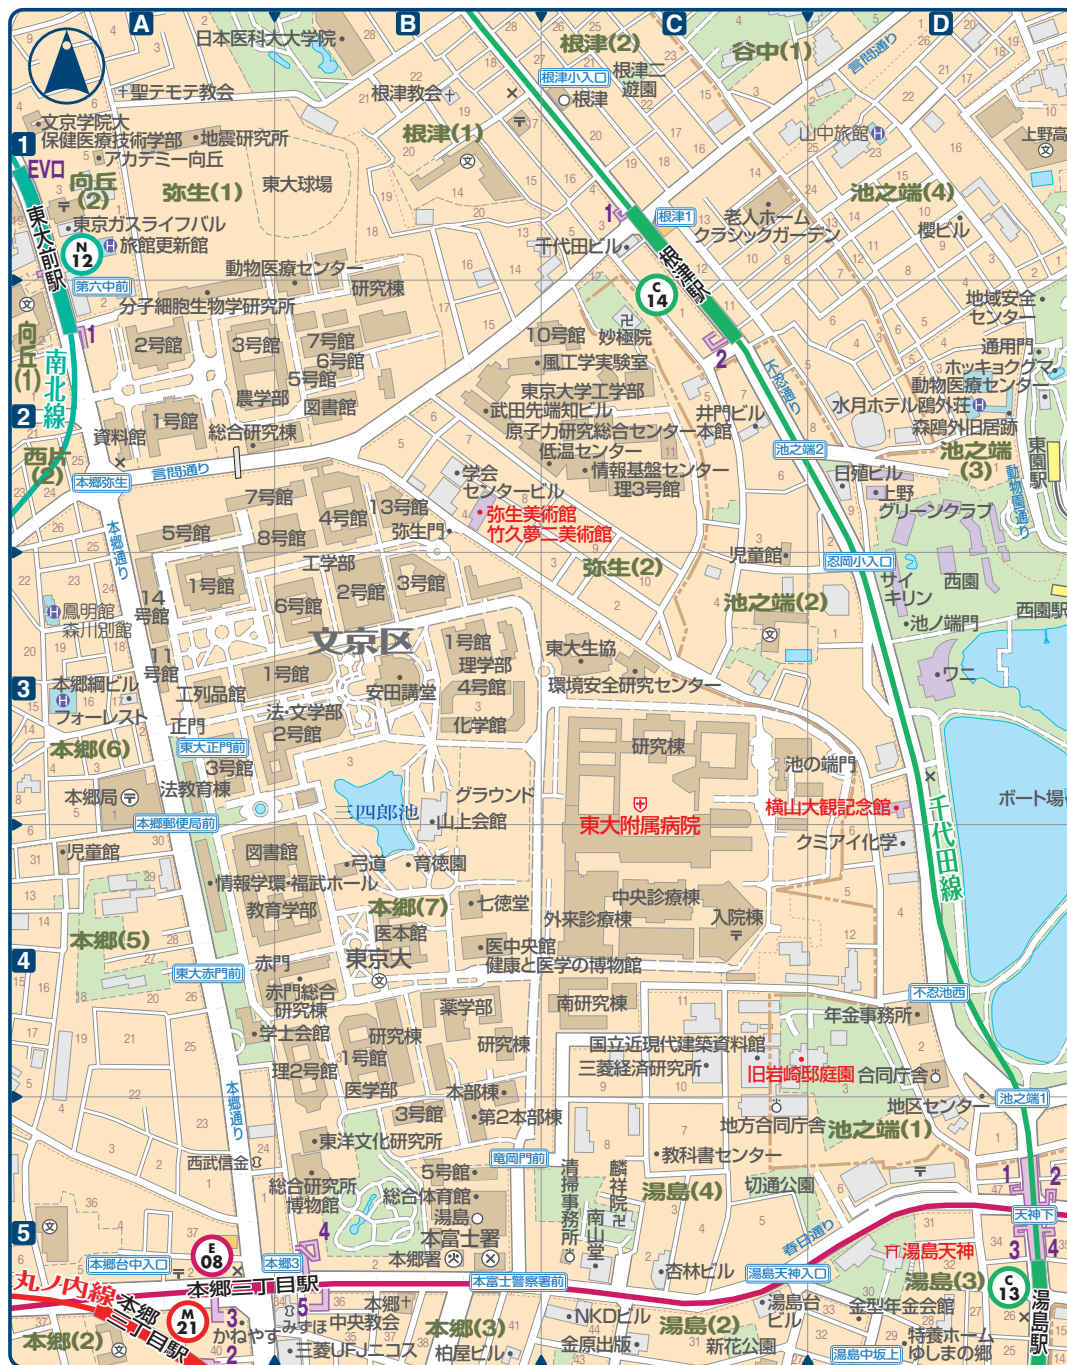 A
B
C
D
1
2
3
4
5
日本医科大大学院
聖テモテ教会
根津教会
根津(2)
根津小入口
根津二
遊園
根津
谷中(1)
言問通り
山中旅館
上野高
文京学院大
保健医療技術学部
地震研究所
アカデミー向丘
EV口
向丘
(2)
弥生(1)
東大球場
根津(1)
池之端(4)
東京ガスライフバル
旅館更新館
東大前駅
N
12
第六中前
根津1
老人ホーム
クラシックガーデン
櫻ビル
千代田ビル
根津駅
C
14
動物医療センター
研究棟
分子細胞生物学研究所
向丘
(1)
南北線
2号館
3号館
7号館
6号館
5号館
農学部
図書館
1号館
資料館
総合研究棟
10号館
妙極院
風工学実験室
東京大学工学部
武田先端知ビル
原子力研究総合センター本館
低温センター
情報基盤センター
理3号館
井門ビル
不忍通り
地域安全
センター
通用門
ホッキョクグマ
動物医療センター
水月ホテル鴎外荘
森鴎外旧居跡
池之端
(3)
東園駅
動物園通り
池之端2
日殖ビル
上野
グリーンクラブ
西片
(2)
本郷弥生
言問通り
学会
センタービル
弥生美術館
竹久夢二美術館
弥生門
本郷通り
7号館
5号館
8号館
4号館
13号館
工学部
1号館
14
号館
6号館
2号館
3号館
弥生(2)
児童館
忍岡小入口
池之端(2)
サイ
キリン
西園
西園駅
池ノ端門
ワニ
鳳明館
森川別館
11
号館
文京区
1号館
理学部
4号館
化学館
安田講堂
1号館
工列品館
法・文学部
2号館
東大生協
環境安全研究センター
本郷綱ビル
フォーレスト
正門
本郷(6)
東大正門前
3号館
法教育棟
本郷局
本郷郵便局前
三四郎池
グラウンド
山上会館
研究棟
東大附属病院
池の端門
横山大観記念館
クミアイ化学
千代田線
ボート場
児童館
図書館
情報学環・福武ホール
教育学部
弓道
育徳園
本郷(7)
七徳堂
医本館
東京大
医中央館
健康と医学の博物館
中央診療棟
外来診療棟
入院棟
本郷(5)
東大赤門前
赤門
赤門総合
研究棟
学士会館
薬学部
研究棟
研究棟
1号館
理2号館
医学部
南研究棟
国立近現代建築資料館
三菱経済研究所
旧岩崎邸庭園
合同庁舎
年金事務所
不忍池西
池之端1
地区センター
池之端(1)
地方合同庁舎
本部棟
3号館
第2本部棟
東洋文化研究所
本郷通り
西武信金
竜岡門前
教科書センター
切通公園
湯島(4)
春日通り
清掃事務所
麟祥院
南山堂
5号館
総合研究所
博物館
総合体育館
湯島
本富士署
本郷署
本富士警察署前
杏林ビル
湯島天神入口
湯島天神
湯島(3)
天神下
C
13
湯島駅
E
08
本郷台中入口
本郷三丁目駅
本郷3
丸ノ内線
本郷三丁目駅
M
21
本郷(2)
かねやす
みずほ
三菱UFJニコス
本郷
中央教会
本郷(3)
柏屋ビル
NKDビル
金原出版
湯島(2)
新花公園
湯島台
ビル
金型年金会館
湯島中坂上
特養ホーム
ゆしまの郷